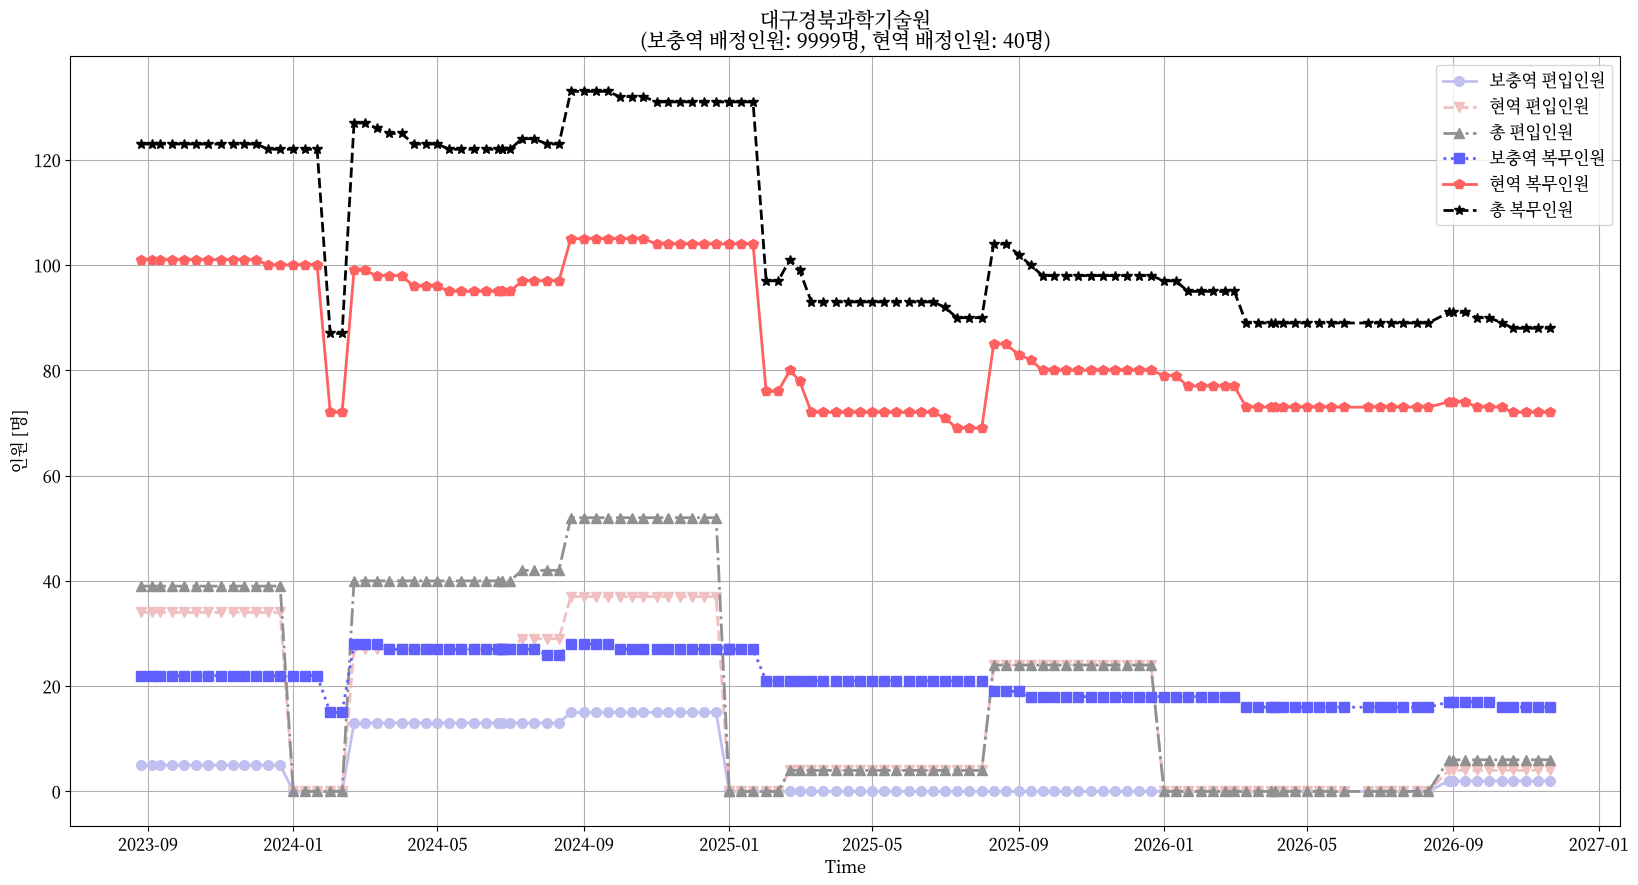 대구경북과학기술원
(보충역 배정인원: 9999명, 현역 배정인원: 40명)
보충역 편입인원
현역 편입인원
총 편입인원
보충역 복무인원
현역 복무인원
총 복무인원
인원 [명]
120
100
80
60
40
20
0
2023-09 2024-01 2024-05 2024-09 2025-01 2025-05 2025-09 2026-01 2026-05 2026-09 2027-01
Time